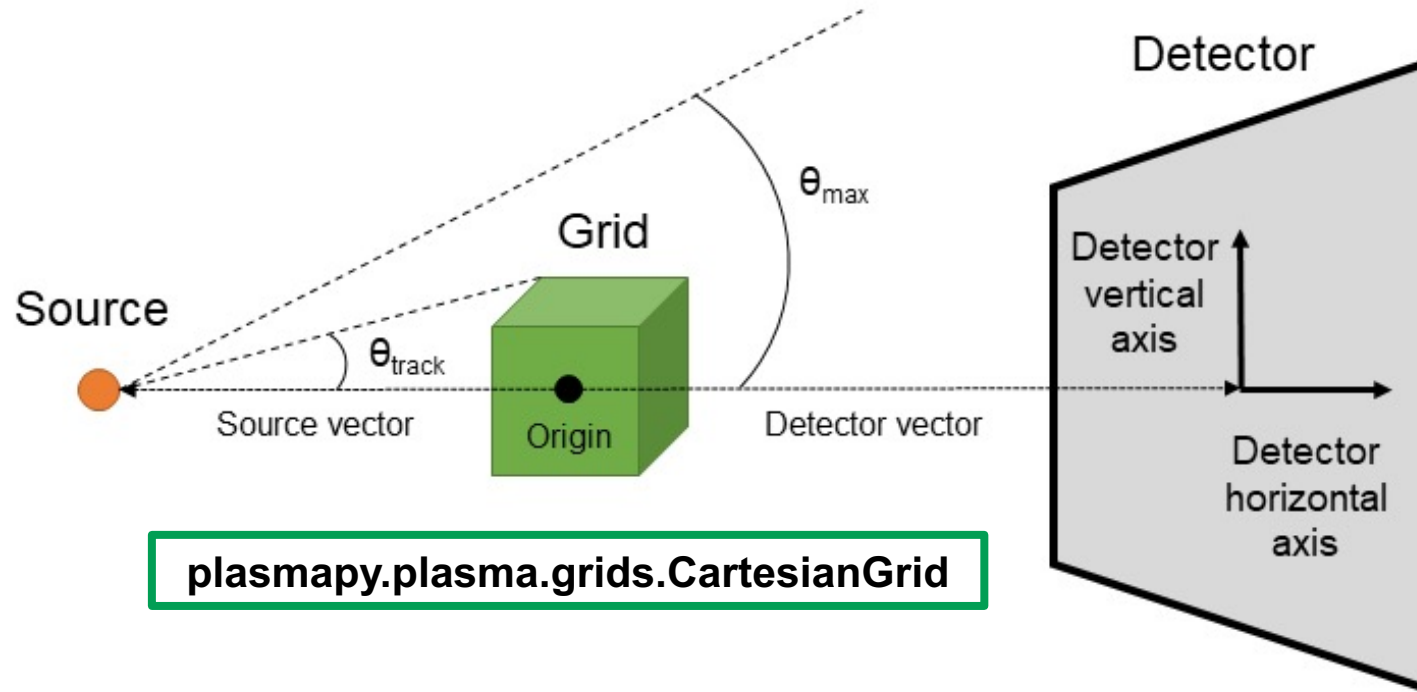 Detector
θmax
Grid
Source
θtrack
Detector
vertical
axis
Source vector
Origin
Detector vector
Detector
horizontal
axis
plasmapy.plasma.grids.CartesianGrid